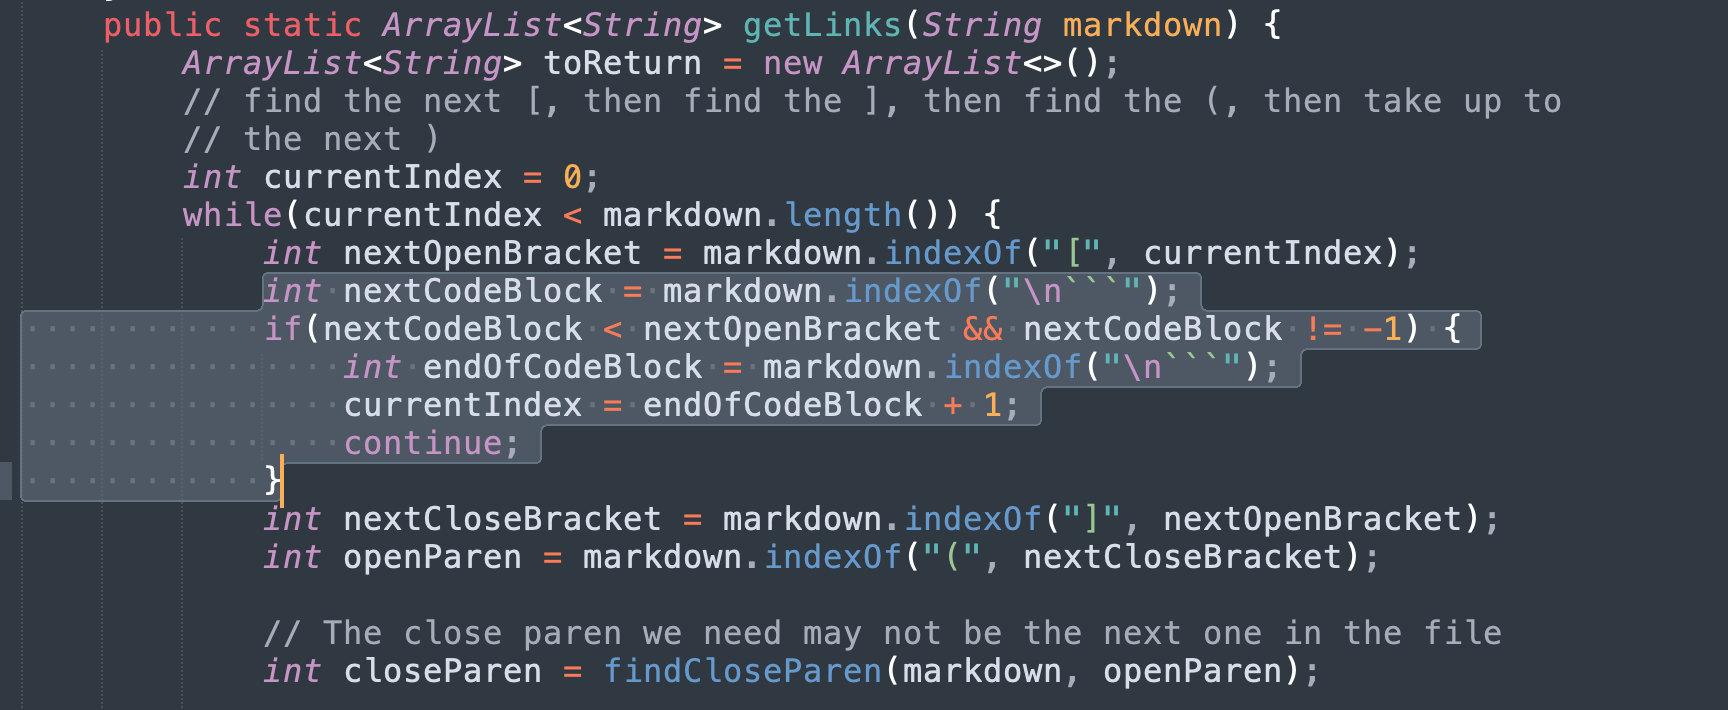 public static ArrayList<String> getLinks(String markdown) {
ArrayList<String> toReturn = new ArrayList<>();
// find the next [, then find the ], then find the (, then take up to
// the next )
int currentIndex = 0;
while(currentIndex < markdown.length()) {
int nextOpenBracket = markdown.indexOf("[", currentIndex);
int nextCodeBlock = markdown.indexOf("\n```");
if(nextCodeBlock < nextOpenBracket && nextCodeBlock != -1) {
int endOfCodeBlock = markdown.indexOf("\n```");
currentIndex = endOfCodeBlock + 1;
continue;
}
int nextCloseBracket = markdown.indexOf("]", nextOpenBracket);
int openParen = markdown.indexOf("(", nextCloseBracket);
// The close paren we need may not be the next one in the file
int closeParen = findCloseParen(markdown, openParen);